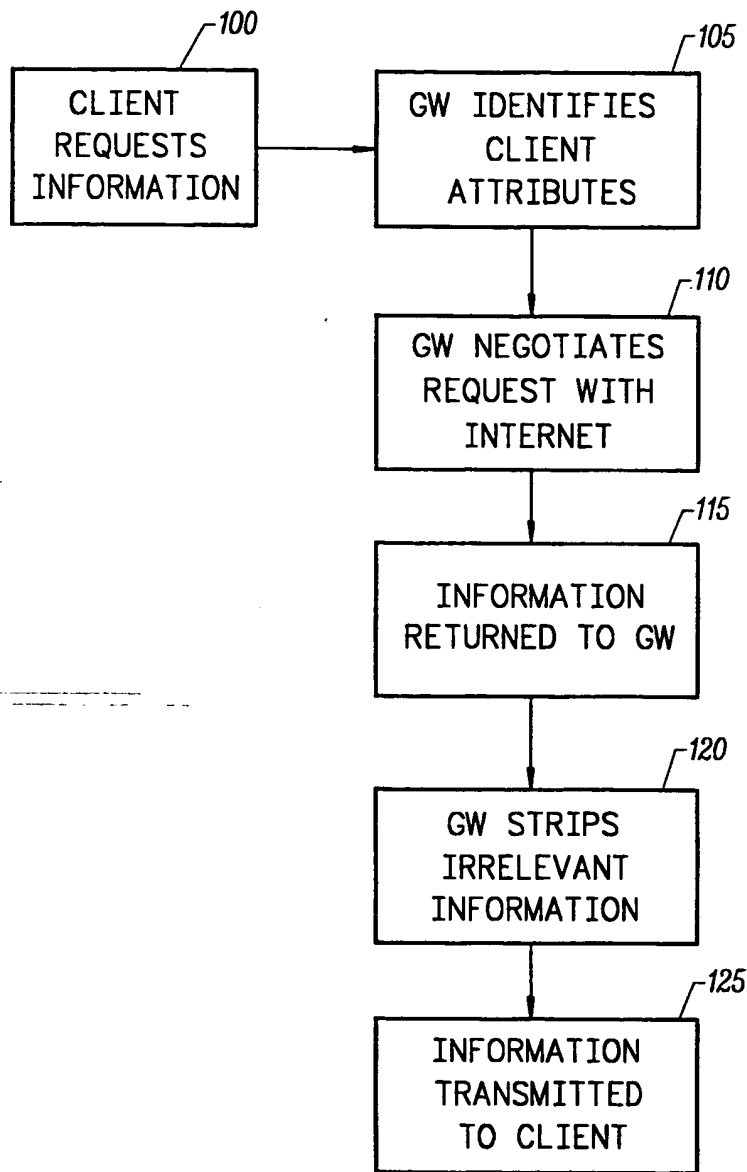 100
CLIENT
REQUESTS
INFORMATION
105
GW IDENTIFIES
CLIENT
ATTRIBUTES
110
GW NEGOTIATES
REQUEST WITH
INTERNET
115
INFORMATION
RETURNED TO GW
120
GW STRIPS
IRRELEVANT
INFORMATION
125
INFORMATION
TRANSMITTED
TO CLIENT